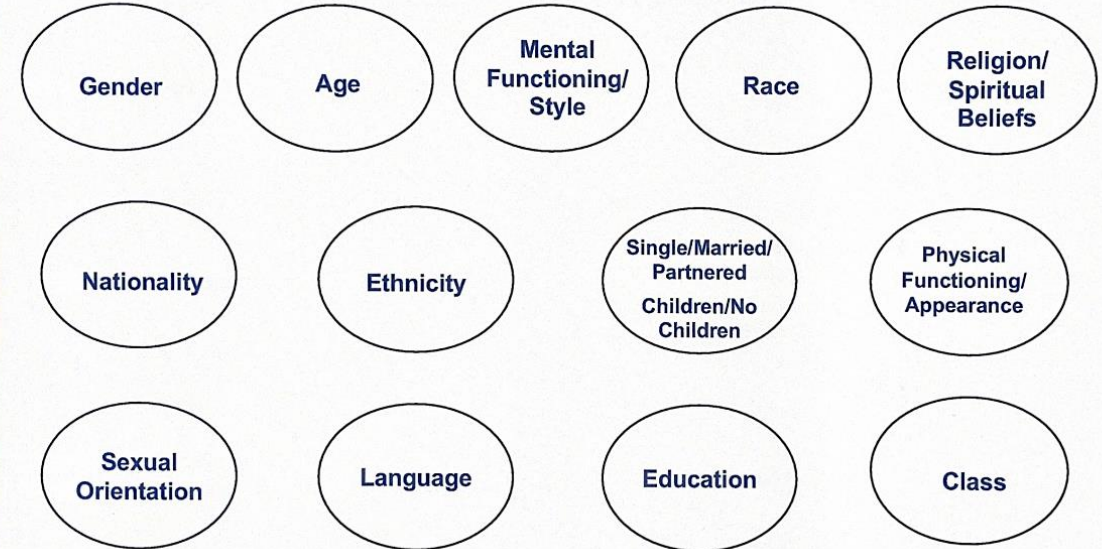 Gender
Age
Mental
Functioning/
Style
Race
Religion/
Spiritual
Beliefs
Nationality
Ethnicity
Single/Married/
Partnered
Children/No
Children
Physical
Functioning/
Appearance
Sexual
Orientation
Language
Education
Class